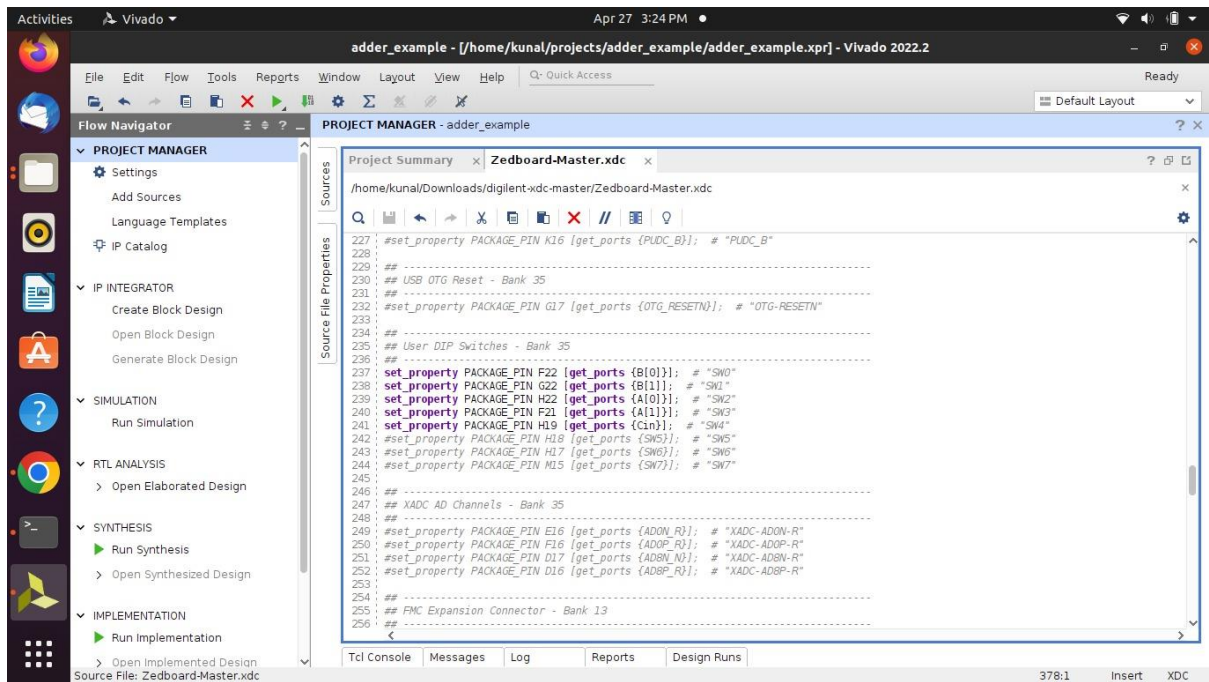 Activities Vivado Apr 27 3:24 PM
adder_example - [/home/kunal/projects/adder_example/adder_example.xpr] - Vivado 2022.2
File Edit Flow Tools Reports Window Layout View Help Q- Quick Access Ready
Default Layout
Flow Navigator
PROJECT MANAGER - adder_example
PROJECT MANAGER
Settings
Add Sources
Language Templates
IP Catalog
IP INTEGRATOR
Create Block Design
Open Block Design
Generate Block Design
SIMULATION
Run Simulation
RTL ANALYSIS
Open Elaborated Design
SYNTHESIS
Run Synthesis
Open Synthesized Design
IMPLEMENTATION
Run Implementation
Open Implemented Design
Sources
Source File Properties
Project Summary Zedboard-Master.xdc
/home/kunal/Downloads/digilent-xdc-master/Zedboard-Master.xdc
227 #set_property PACKAGE_PIN K16 [get_ports {PUDC_B}]; # "PUDC_B"
228
229 ## ----------------------------------------------------------------------------
230 ## USB OTG Reset - Bank 35
231 ## ----------------------------------------------------------------------------
232 #set_property PACKAGE_PIN G17 [get_ports {OTG_RESETN}]; # "OTG-RESETN"
233
234 ## ----------------------------------------------------------------------------
235 ## User DIP Switches - Bank 35
236 ## ----------------------------------------------------------------------------
237 set_property PACKAGE_PIN F22 [get_ports {B[0]}]; # "SW0"
238 set_property PACKAGE_PIN G22 [get_ports {B[1]]; # "SW1"
239 set_property PACKAGE_PIN H22 [get_ports {A[0]}]; # "SW2"
240 set_property PACKAGE_PIN F21 [get_ports {A[1]}]; # "SW3"
241 set_property PACKAGE_PIN H19 [get_ports {Cin}]; # "SW4"
242 #set_property PACKAGE_PIN H18 [get_ports {SW5}]; # "SW5"
243 #set_property PACKAGE_PIN H17 [get_ports {SW6}]; # "SW6"
244 #set_property PACKAGE_PIN M15 [get_ports {SW7}]; # "SW7"
245
246 ## ----------------------------------------------------------------------------
247 ## XADC AD Channels - Bank 35
248 ## ----------------------------------------------------------------------------
249 #set_property PACKAGE_PIN E16 [get_ports {AD0N_R}]; # "XADC-AD0N-R"
250 #set_property PACKAGE_PIN F16 [get_ports {AD0P_R}]; # "XADC-AD0P-R"
251 #set_property PACKAGE_PIN D17 [get_ports {AD8N_N}]; # "XADC-AD8N-R"
252 #set_property PACKAGE_PIN D16 [get_ports {AD8P_R}]; # "XADC-AD8P-R"
253
254 ## ----------------------------------------------------------------------------
255 ## FMC Expansion Connector - Bank 13
256 ## ----------------------------------------------------------------------------
Tcl Console Messages Log Reports Design Runs
Source File: Zedboard-Master.xdc 378:1 Insert XDC